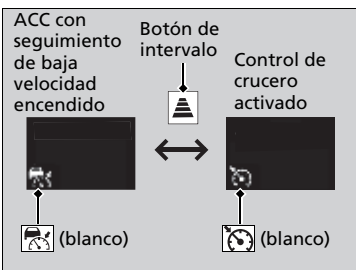 ACC con
seguimiento
de baja
velocidad
encendido
Botón de
intervalo
Control de
crucero
activado
(blanco)
(blanco)